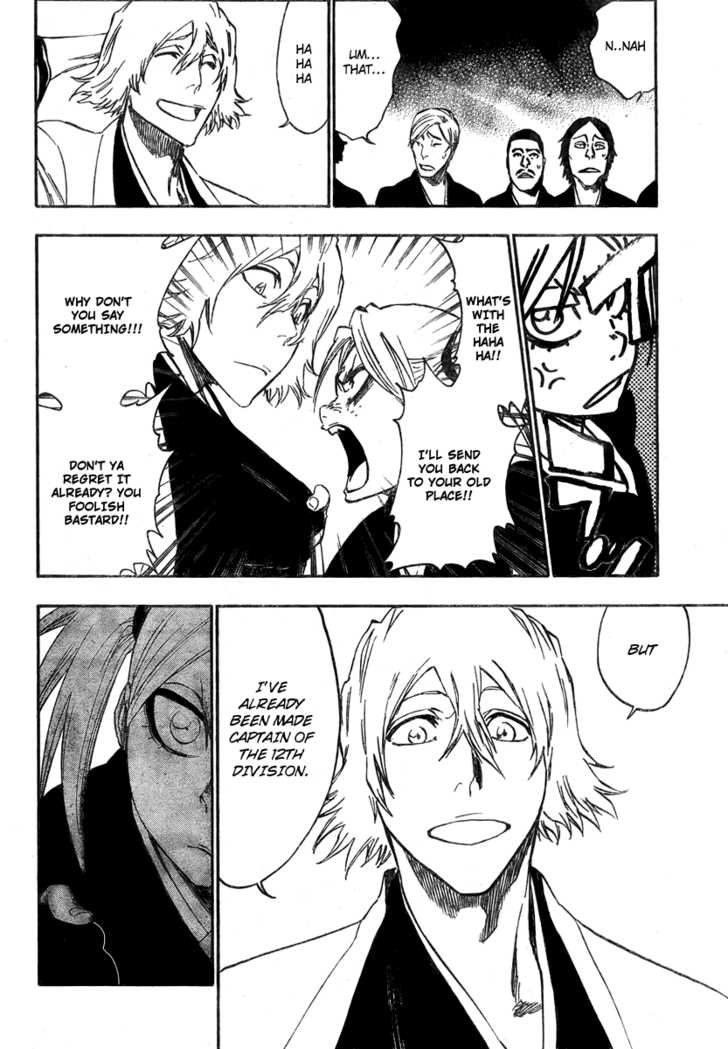 N..NAH
UM...
THAT...
HA
HA
HA
WHAT'S
WITH
THE
HAHA
HA!!
I'LL SEND
YOU BACK
TO YOUR OLD
PLACE!!
WHY DON'T
YOU SAY
SOMETHING!!!
DON'T YA
REGRET IT
ALREADY? YOU
FOOLISH
BASTARD!!
BUT
I'VE
ALREADY
BEEN MADE
CAPTAIN OF
THE 12TH
DIVISION.